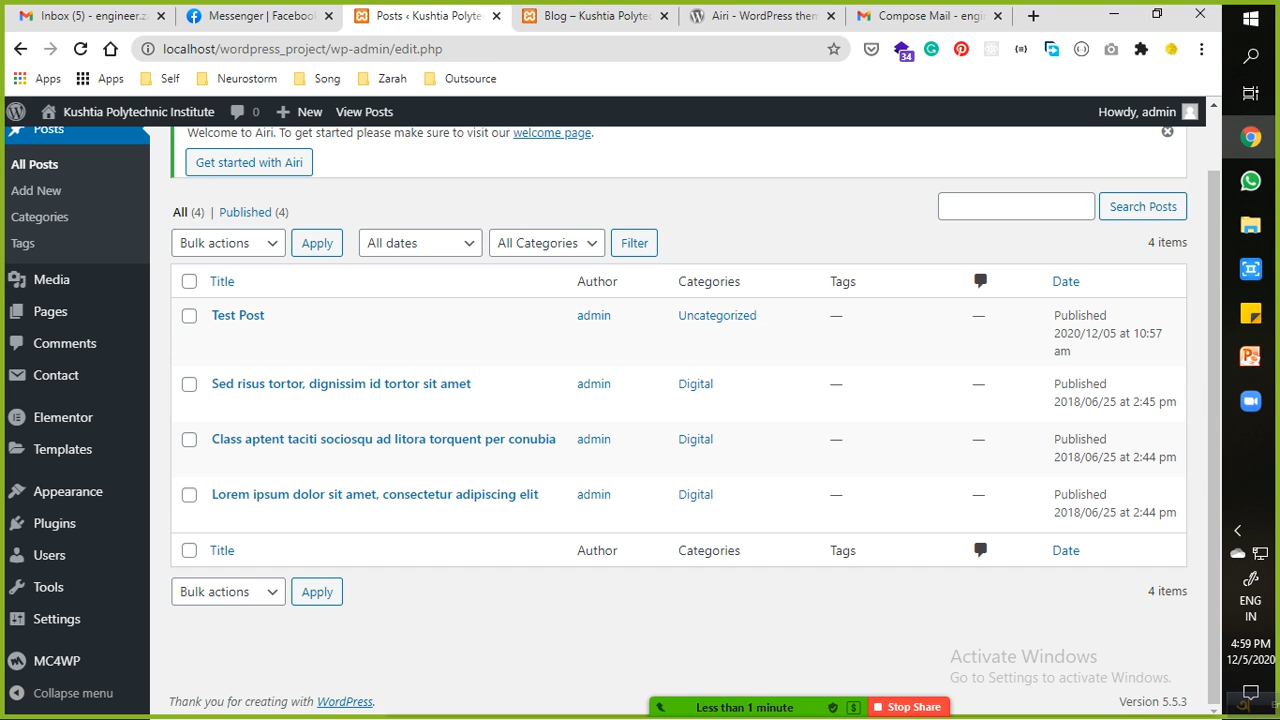 Inbox (5) - engineer.z
Messenger | Facebook
Posts ‹ Kushtia Polyte
Blog – Kushtia Polytec
Airi - WordPress them
Compose Mail - engi
localhost/wordpress_project/wp-admin/edit.php
34
Apps
Apps
Self
Neurostorm
Song
Zarah
Outsource
Kushtia Polytechnic Institute
0
New
View Posts
Howdy, admin
Posts
All Posts
Add New
Categories
Tags
Media
Pages
Comments
Contact
Elementor
Templates
Appearance
Plugins
Users
Tools
Settings
MC4WP
Collapse menu
Welcome to Airi. To get started please make sure to visit our welcome page.
Get started with Airi
All (4) | Published (4)
Search Posts
Bulk actions
Apply
All dates
All Categories
Filter
4 items
Title Author Categories Tags Date
Test Post admin Uncategorized — — Published
2020/12/05 at 10:57
am
Sed risus tortor, dignissim id tortor sit amet admin Digital — — Published
2018/06/25 at 2:45 pm
Class aptent taciti sociosqu ad litora torquent per conubia admin Digital — — Published
2018/06/25 at 2:44 pm
Lorem ipsum dolor sit amet, consectetur adipiscing elit admin Digital — — Published
2018/06/25 at 2:44 pm
Title Author Categories Tags Date
Bulk actions
Apply
4 items
Activate Windows
Go to Settings to activate Windows.
Thank you for creating with WordPress.
Version 5.5.3
Less than 1 minute
Stop Share
ENG
IN
4:59 PM
12/5/2020